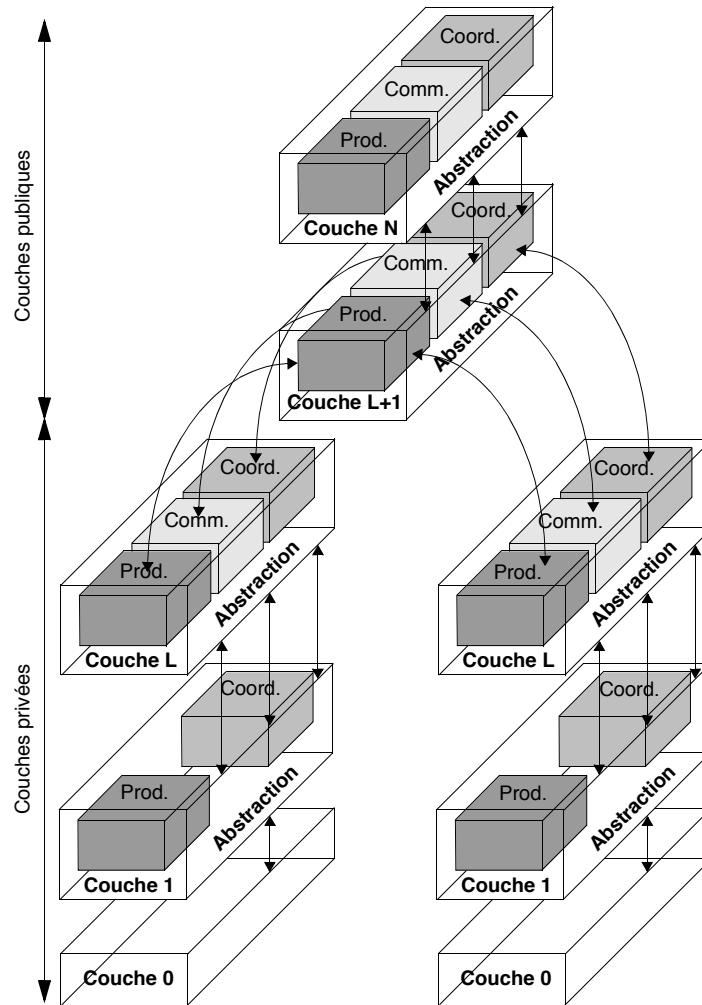 Couches publiques
Coord.
Comm.
Prod.
Abstraction
Couche N
Coord.
Comm.
Prod.
Abstraction
Couche L+1
Couches privées
Coord.
Comm.
Prod.
Abstraction
Couche L
Coord.
Prod.
Abstraction
Couche 1
Couche 0
Coord.
Comm.
Prod.
Abstraction
Couche L
Coord.
Prod.
Abstraction
Couche 1
Couche 0